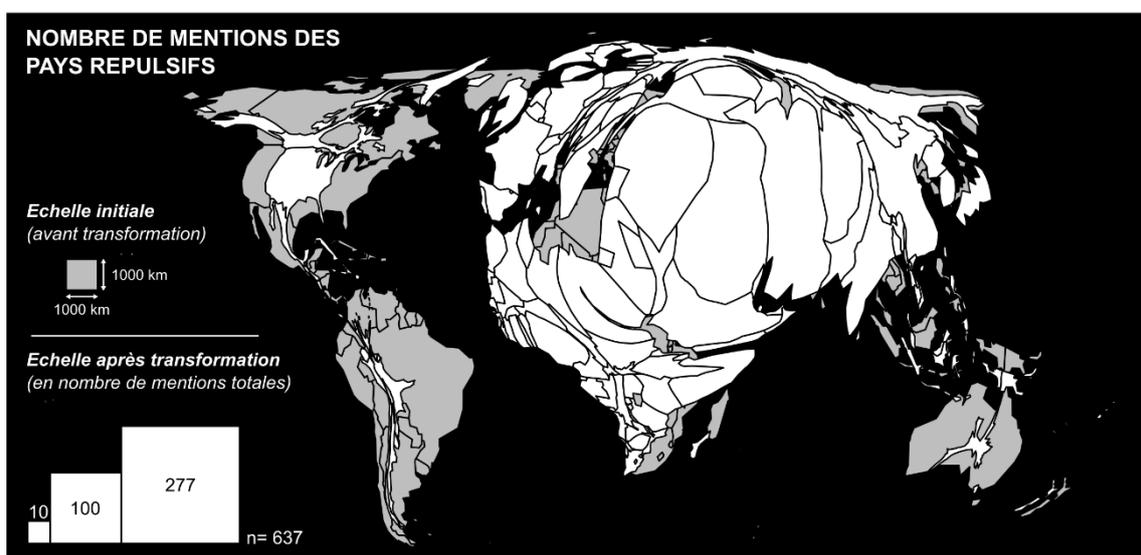 NOMBRE DE MENTIONS DES
PAYS REPULSIFS
Echelle initiale
(avant transformation)
1000 km
1000 km
Echelle après transformation
(en nombre de mentions totales)
10
100
277
n= 637